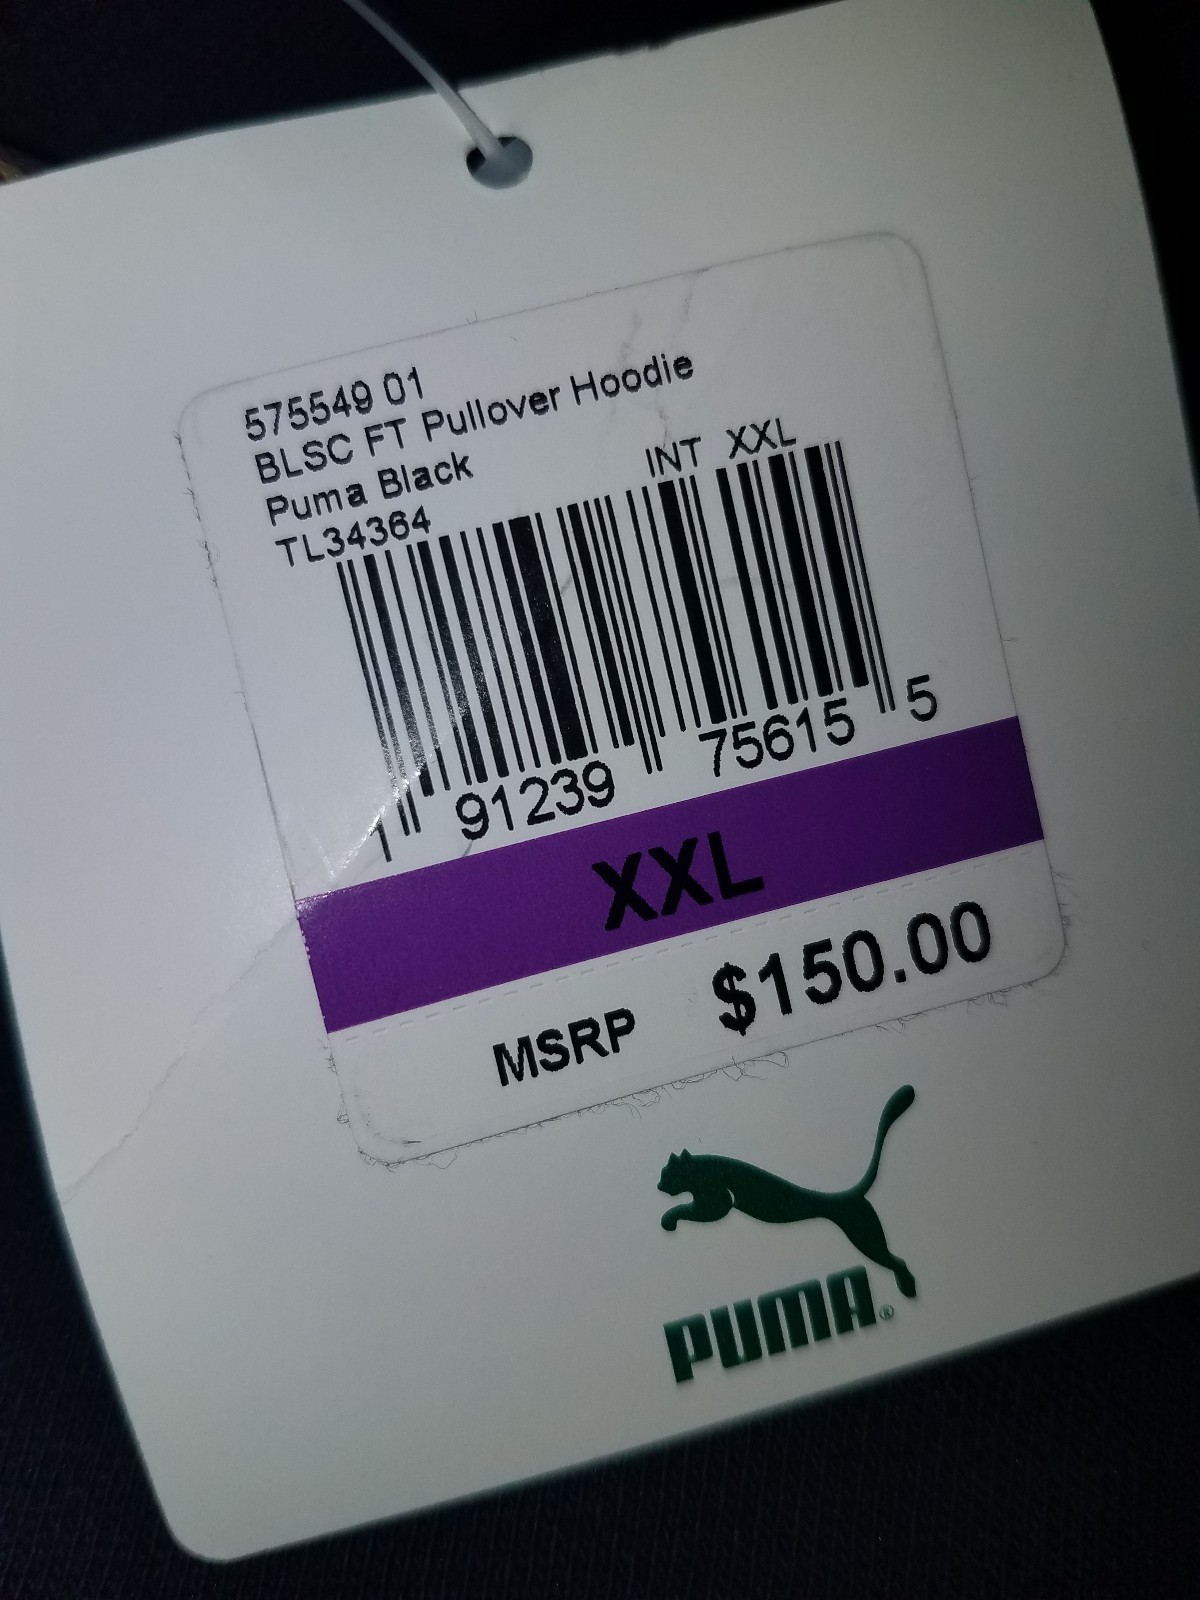 575549 01
BLSC FT Pullover Hoodie
Puma Black
TL34364
INT XXL
1 91239 75615 5
XXL
MSRP $150.00
PUMA®